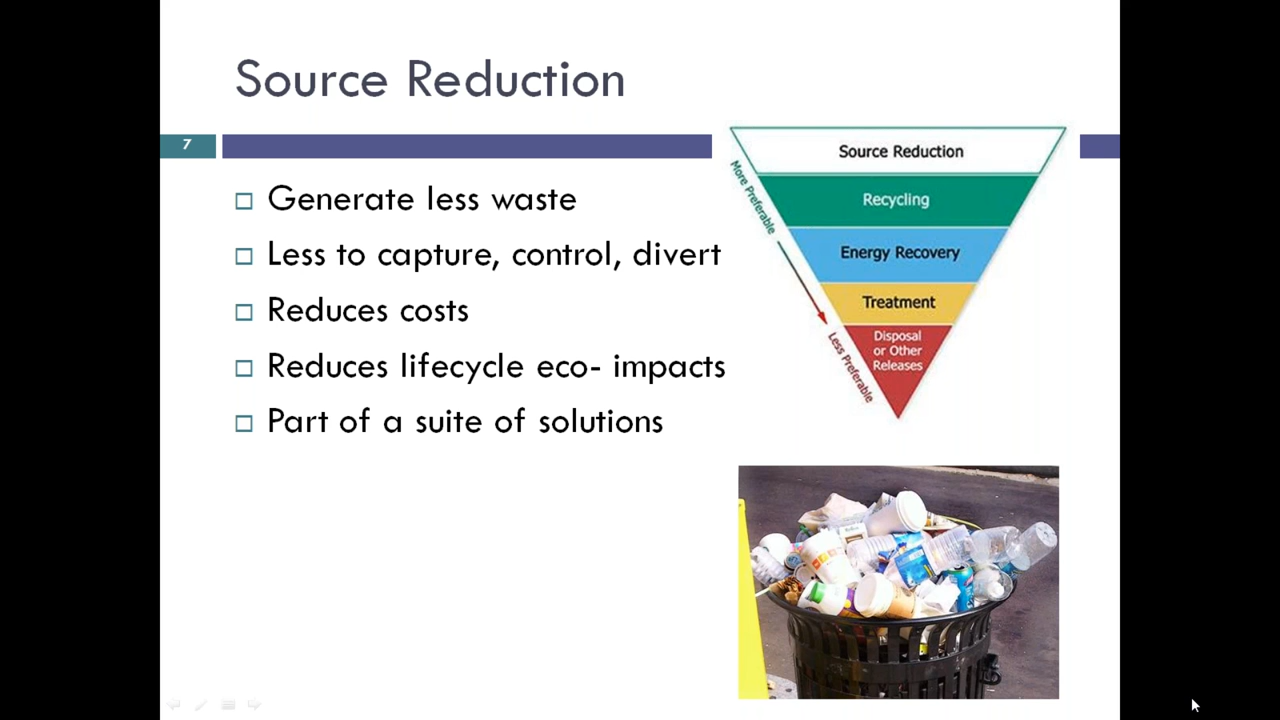 Source Reduction
7
Generate less waste
Less to capture, control, divert
Reduces costs
Reduces lifecycle eco- impacts
Part of a suite of solutions
More Preferable
Less Preferable
Source Reduction
Recycling
Energy Recovery
Treatment
Disposal
or Other
Releases